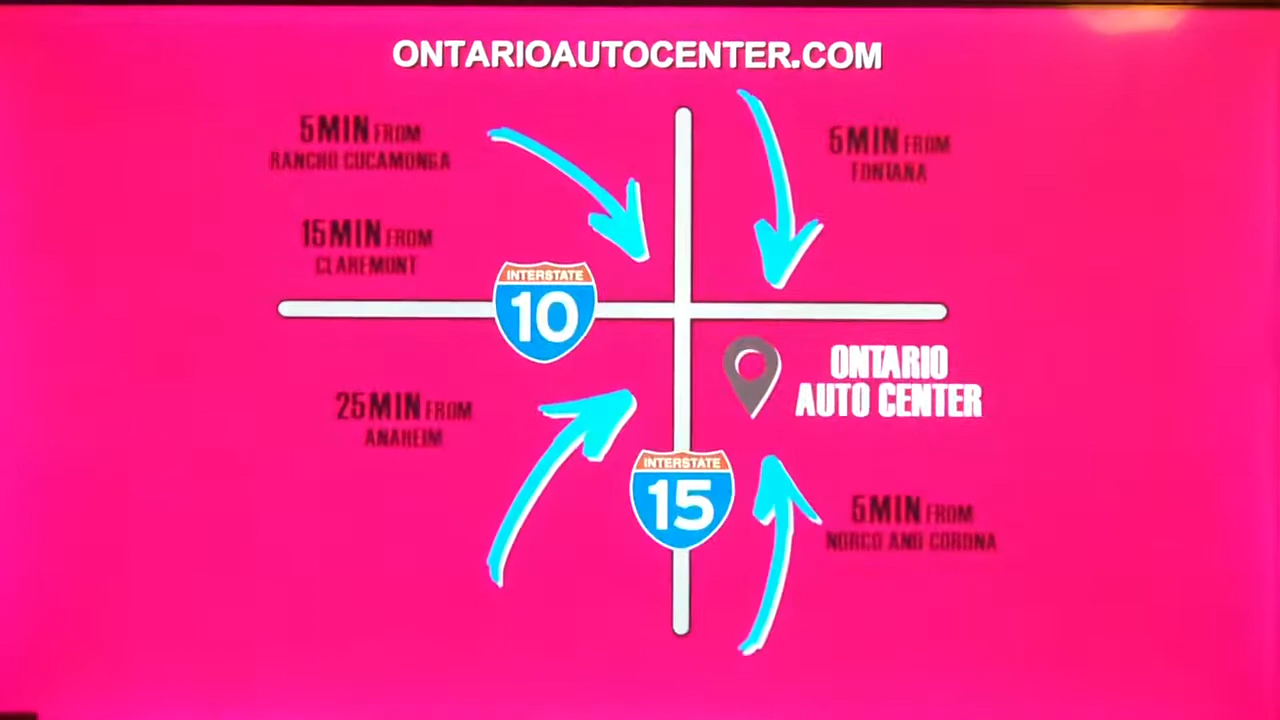 ONTARIOAUTOCENTER.COM
5MIN FROM
RANCHO CUCAMONGA
5MIN FROM
FONTANA
15MIN FROM
CLAREMONT
INTERSTATE
10
ONTARIO
AUTO CENTER
25MIN FROM
ANAHEIM
INTERSTATE
15
5MIN FROM
NORCO AND CORONA